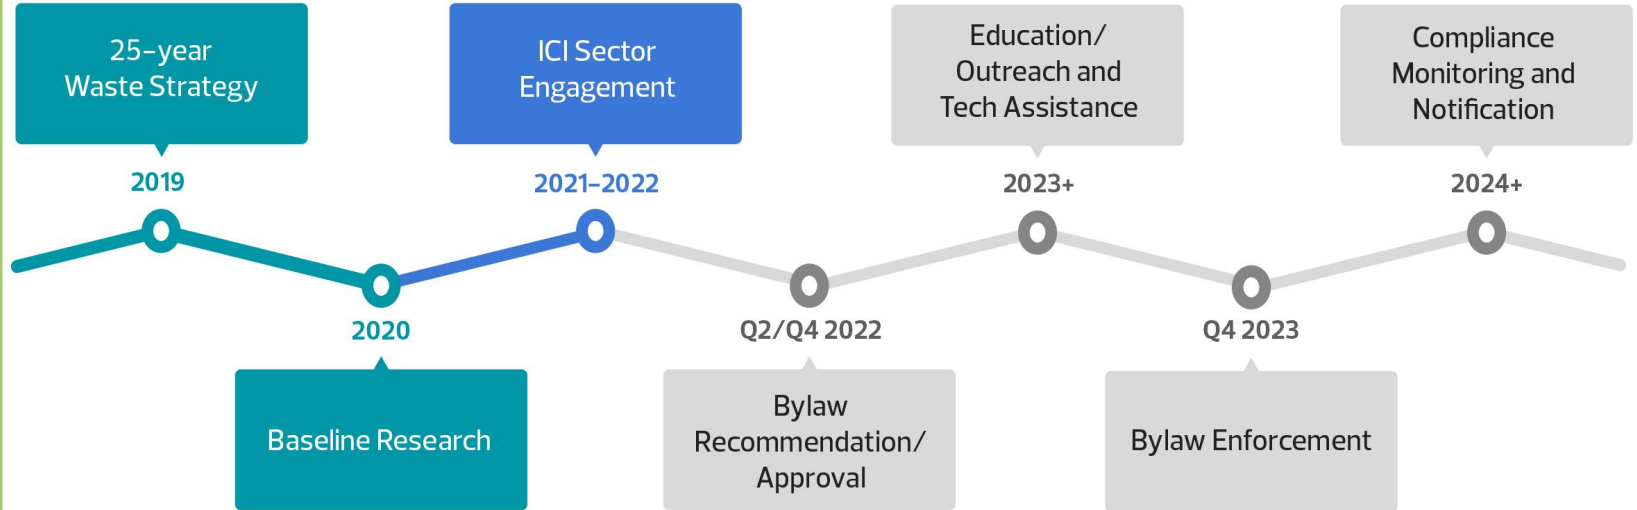 25-year
Waste Strategy
2019
2020
Baseline Research
ICI Sector
Engagement
2021-2022
Q2/Q4 2022
Bylaw
Recommendation/
Approval
Education/
Outreach and
Tech Assistance
2023+
Q4 2023
Bylaw Enforcement
Compliance
Monitoring and
Notification
2024+